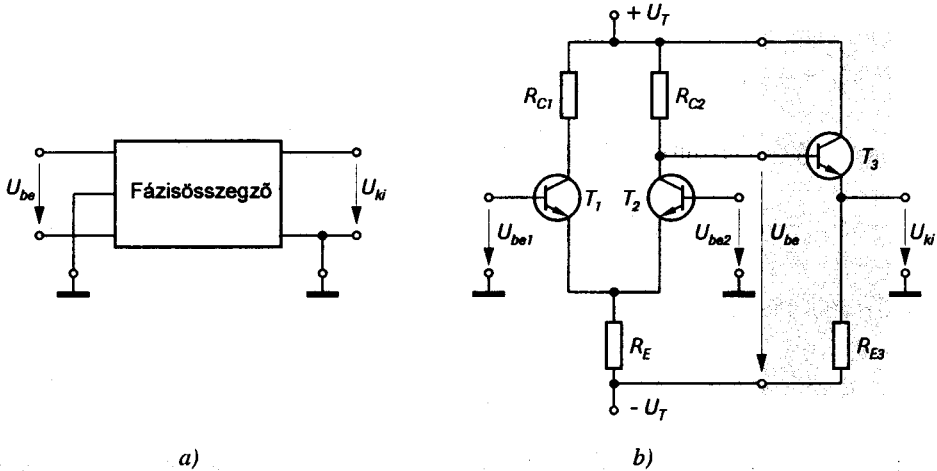 U_be
Fázisösszegző
U_ki
a)
+ U_T
R_C1
R_C2
T_1
T_2
T_3
U_be1
U_be2
U_be
U_ki
R_E
R_E3
- U_T
b)